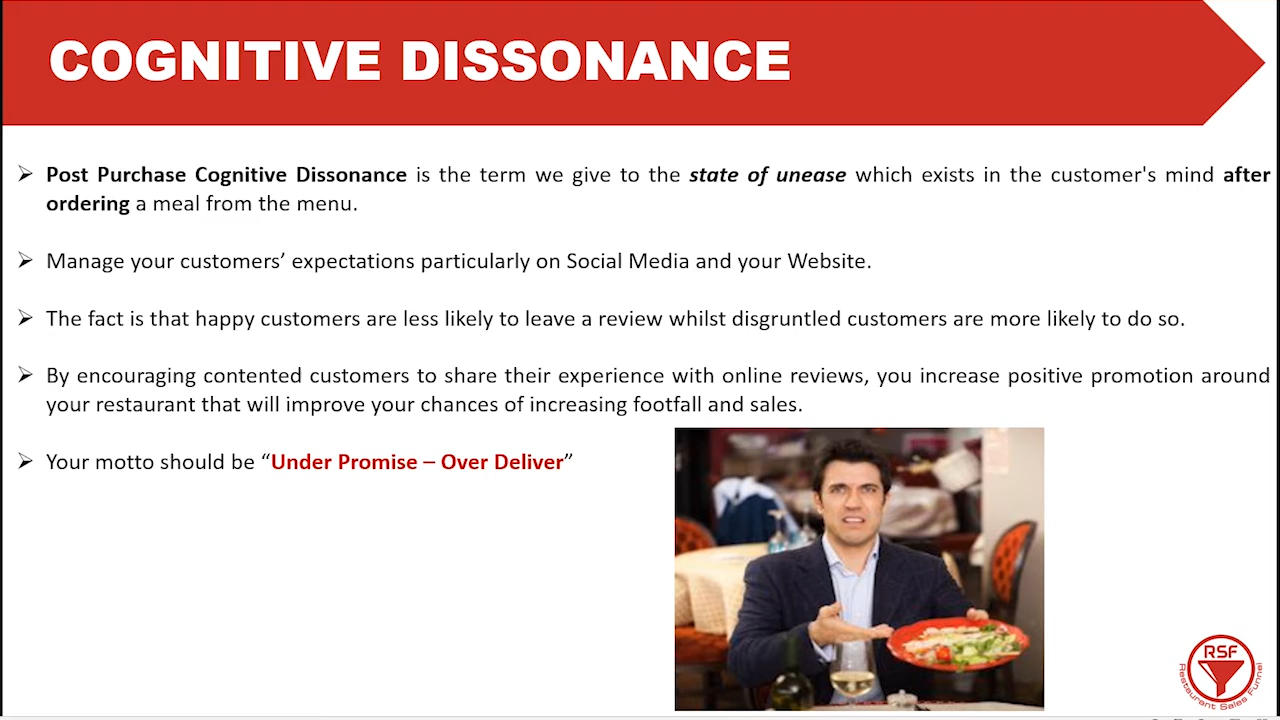 COGNITIVE DISSONANCE
➢ Post Purchase Cognitive Dissonance is the term we give to the state of unease which exists in the customer's mind after
ordering a meal from the menu.
➢ Manage your customers’ expectations particularly on Social Media and your Website.
➢ The fact is that happy customers are less likely to leave a review whilst disgruntled customers are more likely to do so.
➢ By encouraging contented customers to share their experience with online reviews, you increase positive promotion around
your restaurant that will improve your chances of increasing footfall and sales.
➢ Your motto should be “Under Promise – Over Deliver”
RSF
Restaurant Sales Funnel